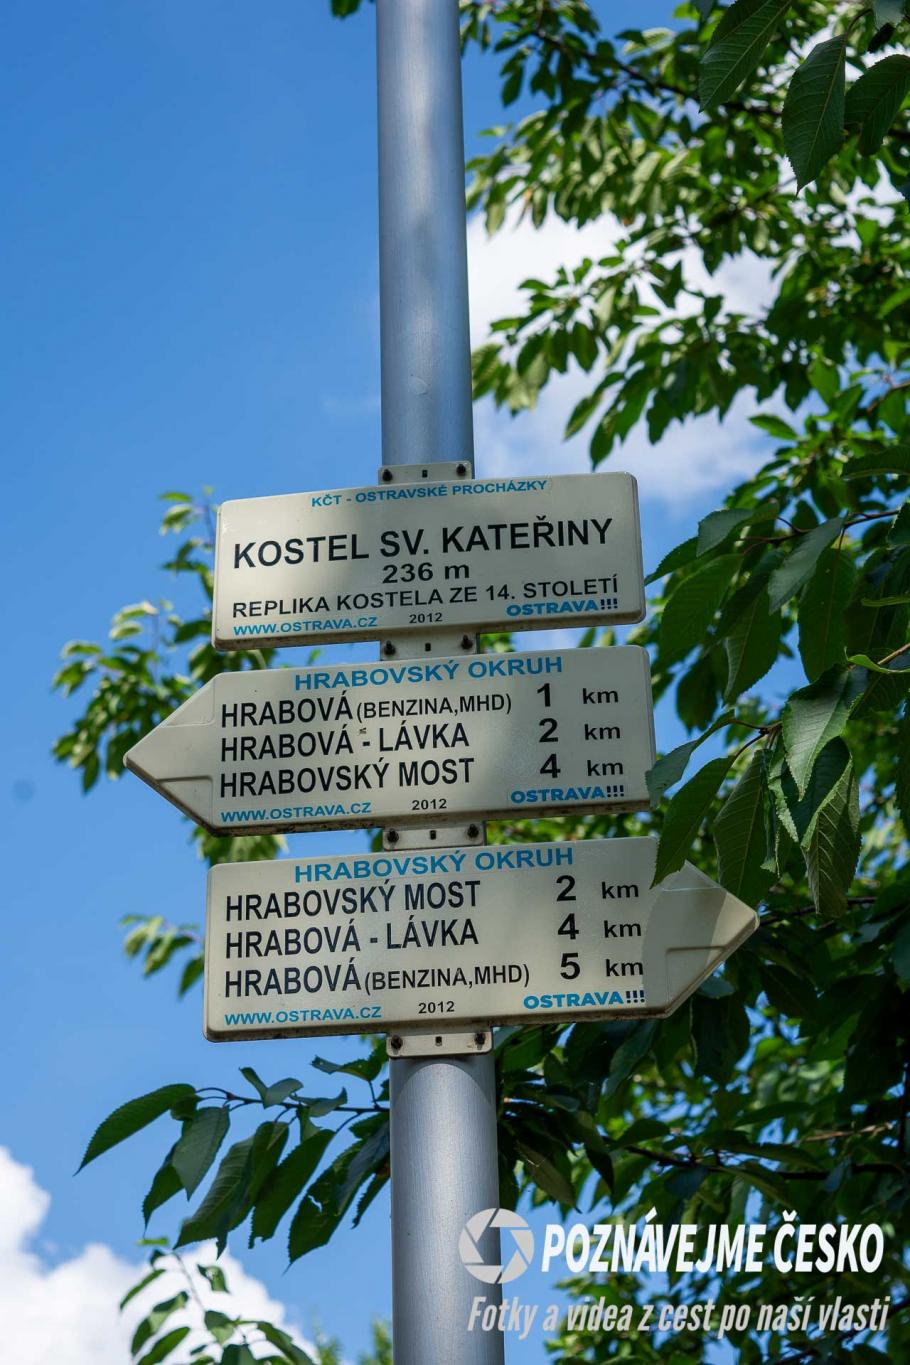 KČT - OSTRAVSKÉ PROCHÁZKY
KOSTEL SV. KATEŘINY
236 m
REPLIKA KOSTELA ZE 14. STOLETÍ
WWW.OSTRAVA.CZ 2012 OSTRAVA!!!
HRABOVSKÝ OKRUH
HRABOVÁ (BENZINA,MHD) 1 km
HRABOVÁ - LÁVKA 2 km
HRABOVSKÝ MOST 4 km
WWW.OSTRAVA.CZ 2012 OSTRAVA!!!
HRABOVSKÝ OKRUH
HRABOVSKÝ MOST 2 km
HRABOVÁ - LÁVKA 4 km
HRABOVÁ (BENZINA,MHD) 5 km
WWW.OSTRAVA.CZ 2012 OSTRAVA!!!
POZNÁVEJME ČESKO
Fotky a videa z cest po naší vlasti